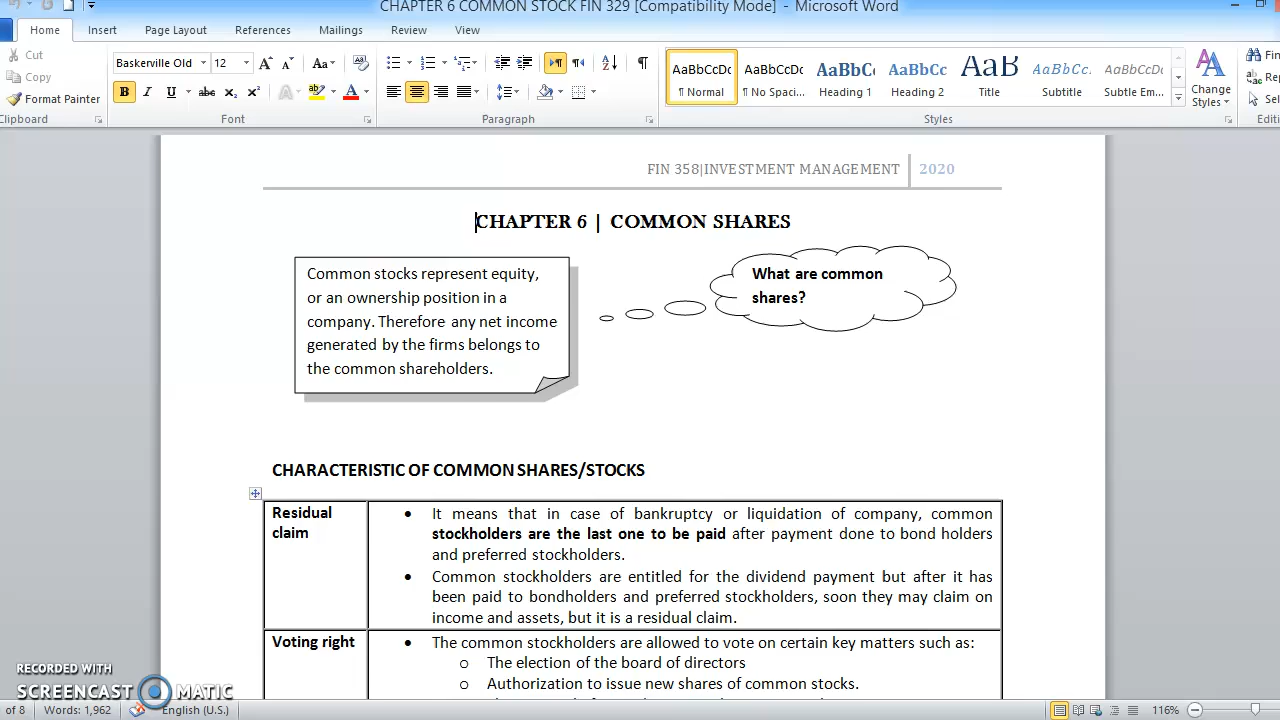 CHAPTER 6 COMMON STOCK FIN 329 [Compatibility Mode] - Microsoft Word
Home Insert Page Layout References Mailings Review View
Cut
Copy
Format Painter
Clipboard
Baskerville Old 12
Font
Paragraph
AaBbCcDc AaBbCcDc AaBbC AaBbCc AaB AaBbCc. AaBbCcDc
¶ Normal ¶ No Spaci... Heading 1 Heading 2 Title Subtitle Subtle Em...
Change
Styles
Styles
FIN 358|INVESTMENT MANAGEMENT 2020
CHAPTER 6 | COMMON SHARES
Common stocks represent equity,
or an ownership position in a
company. Therefore any net income
generated by the firms belongs to
the common shareholders.
What are common
shares?
CHARACTERISTIC OF COMMON SHARES/STOCKS
Residual
claim
• It means that in case of bankruptcy or liquidation of company, common
stockholders are the last one to be paid after payment done to bond holders
and preferred stockholders.
• Common stockholders are entitled for the dividend payment but after it has
been paid to bondholders and preferred stockholders, soon they may claim on
income and assets, but it is a residual claim.
Voting right
• The common stockholders are allowed to vote on certain key matters such as:
o The election of the board of directors
o Authorization to issue new shares of common stocks.
RECORDED WITH
SCREENCAST MATIC
of 8 Words: 1,962 English (U.S.) 116%